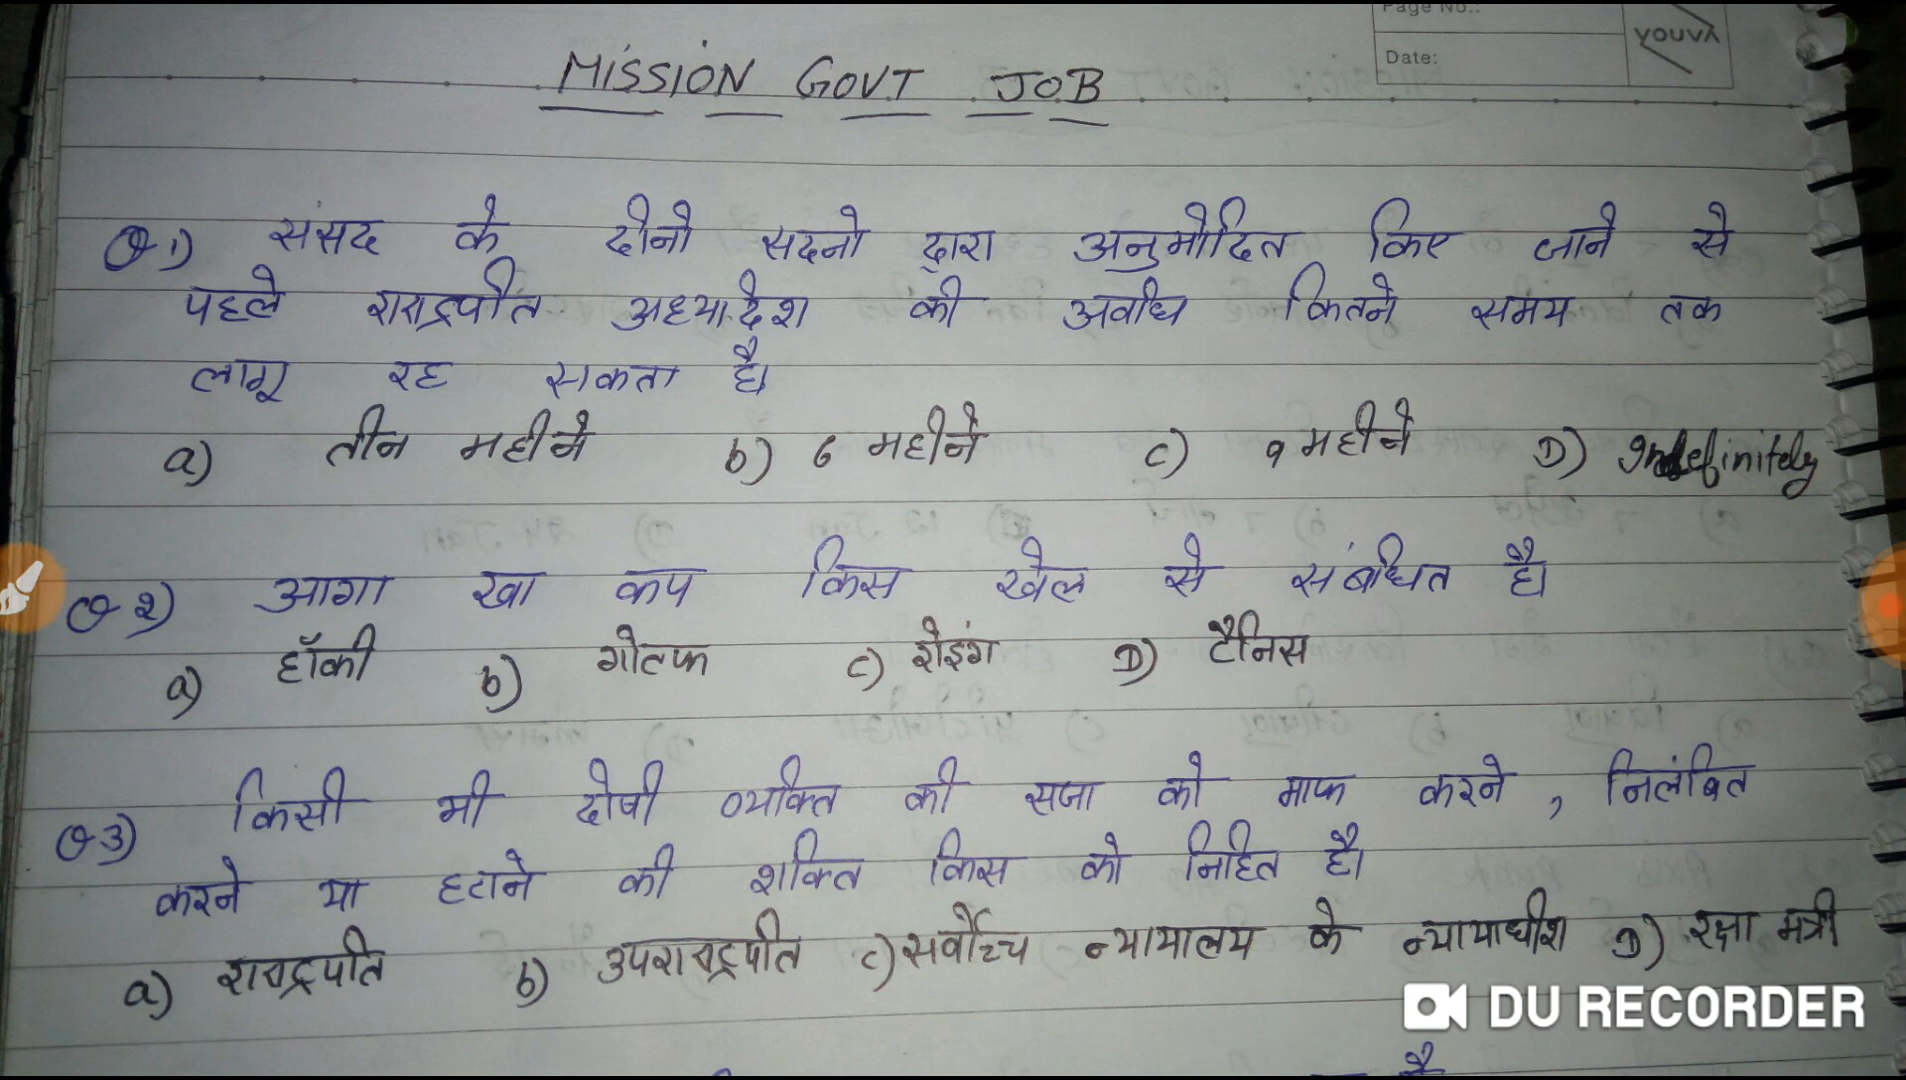 Page No.:
Date:
YOUVA
MISSION GOVT JOB
Q1) संसद के दोनो सदनो द्वारा अनुमोदित किए जाने से
पहले राष्ट्रपति अध्यादेश की अवधि कितने समय तक
लागू रह सकता है।
a) तीन महीने b) 6 महीने c) 9 महीने D) Indefinitely
Q2) आगा खा कप किस खेल से संबंधित है।
a) हॉकी b) गोल्फ c) रोइंग D) टैनिस
Q3) किसी भी दोषी व्यक्ति की सजा को माफ करने , निलंबित
करने या हटाने की शक्ति किस को निहित है।
a) राष्ट्रपति b) उपराष्ट्रपति c) सर्वोच्च न्यायालय के न्यायाधीश D) रक्षा मंत्री
DU RECORDER